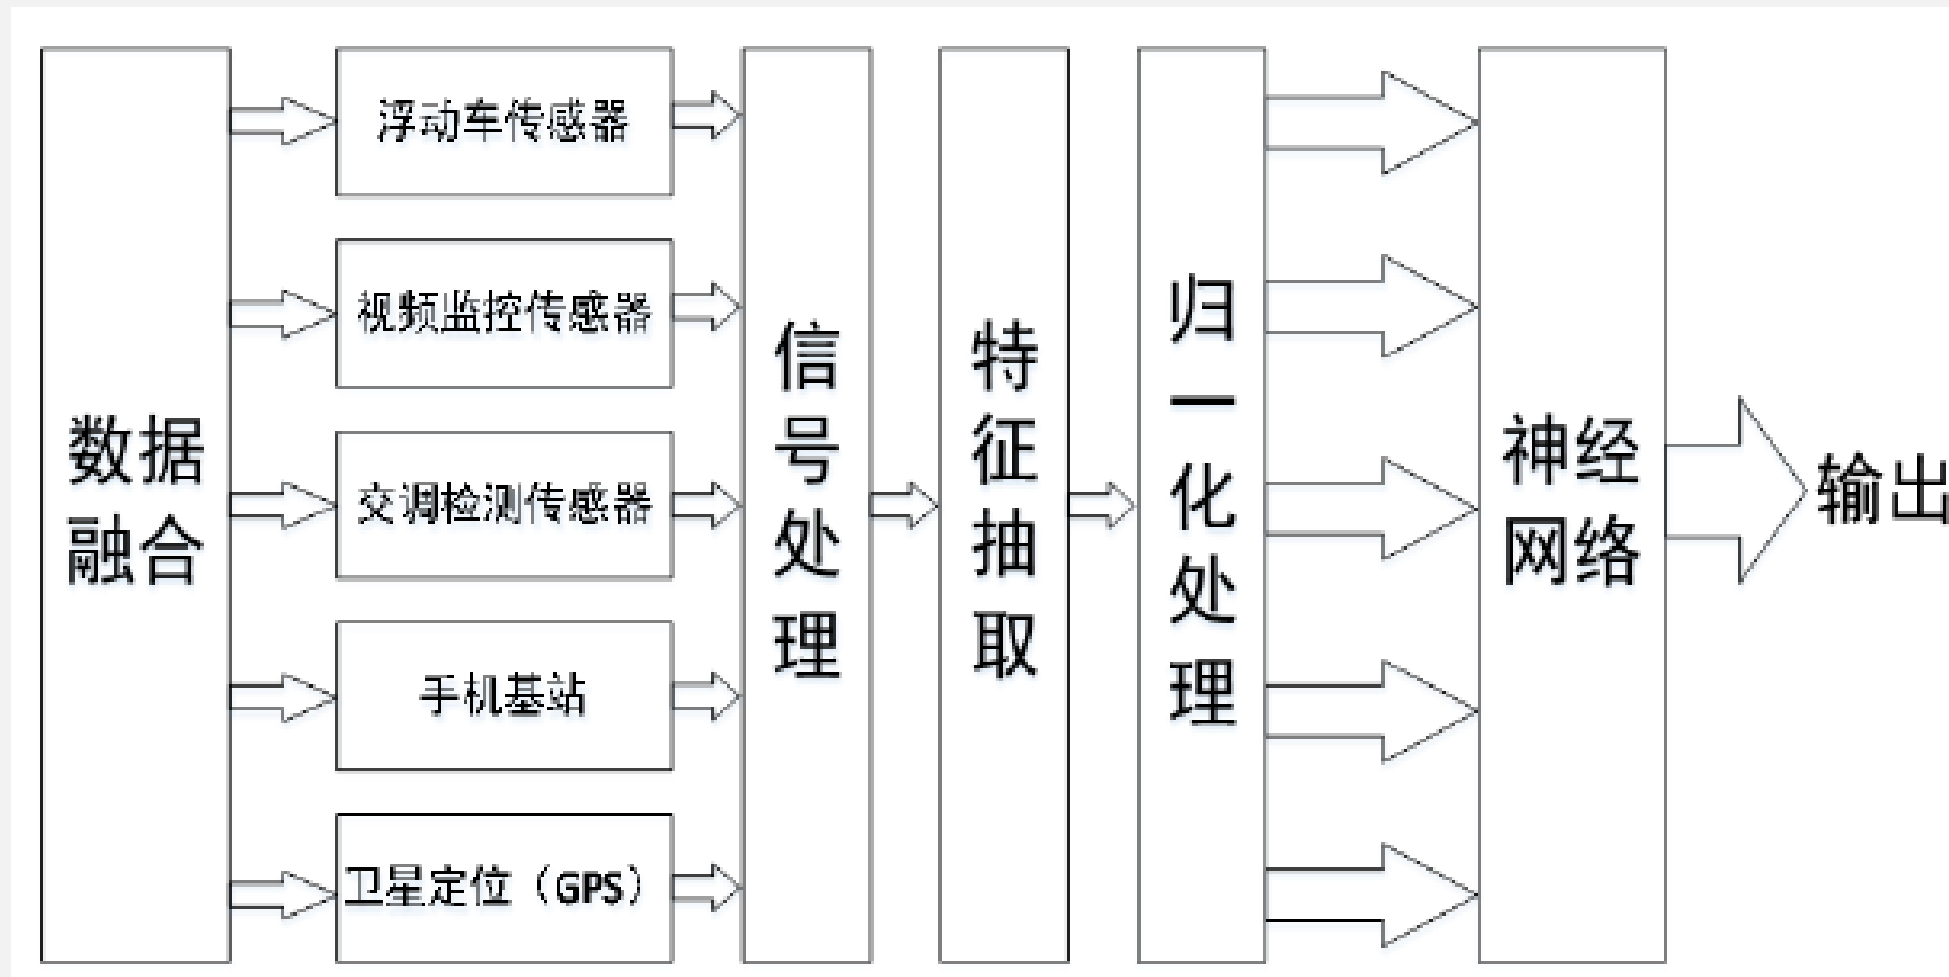 数据
融合
浮动车传感器
视频监控传感器
交调检测传感器
手机基站
卫星定位（GPS）
信号处理
特征抽取
归一化处理
神经
网络
输出